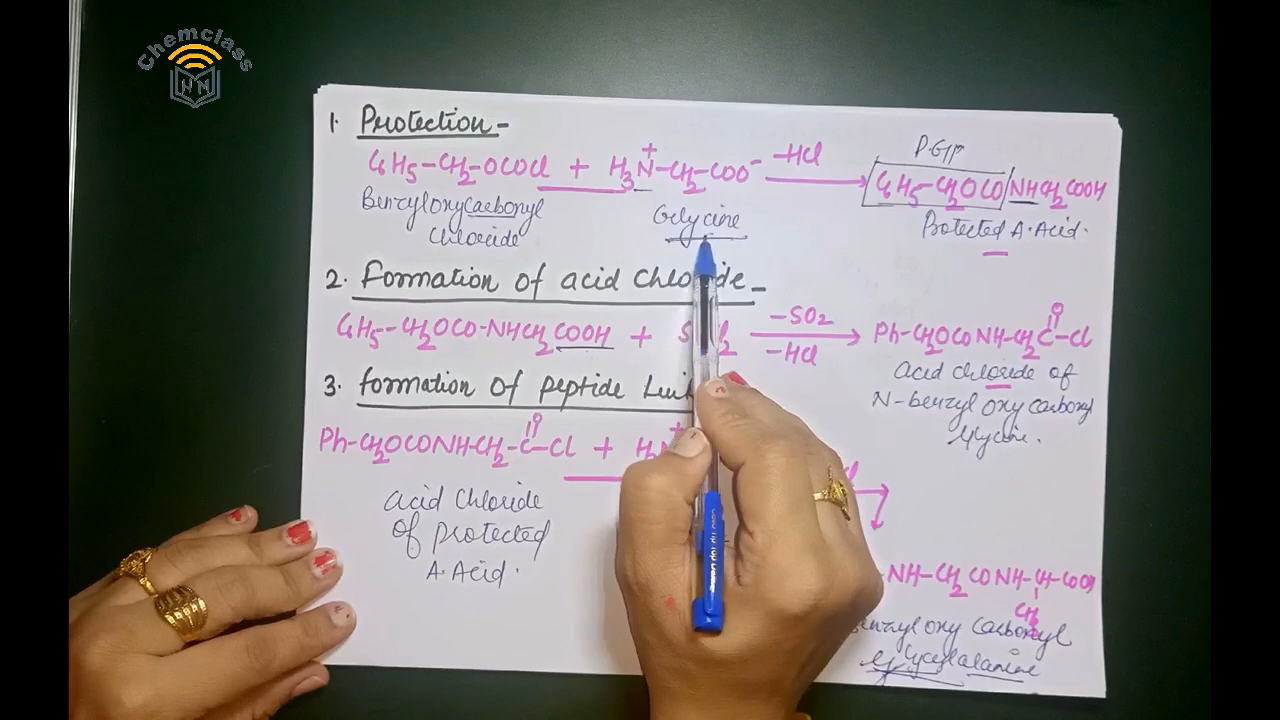 Chemclass
NM
1. Protection-
C6H5-CH2-OCOCl + H3N+-CH2-COO- -HCl
P.Grp
C6H5-CH2OCO NHCH2COOH
Benzyloxycarbonyl Chloride
Glycine
Protected A.Acid.
2. Formation of acid Chloride-
C6H5--CH2OCO-NHCH2COOH + -SO2 -HCl Ph-CH2OCONH-CH2C-Cl
O
acid chloride of
N-benzyl oxy carbonyl
Glycine.
3. formation of peptide
Ph-CH2OCONH-CH2-C-Cl + H3N
O
+
acid Chloride
of protected
A.Acid.
NH-CH2CONH-CH-COOH
CH3
oxy carbonyl
glycylalanine